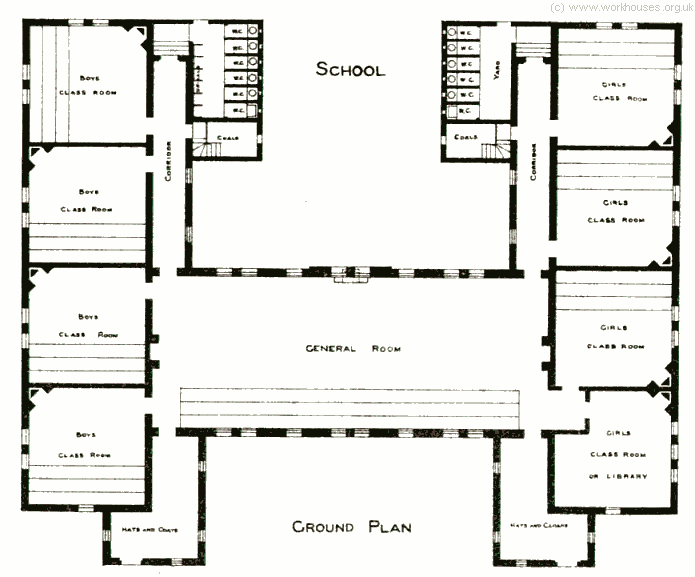 (c) www.workhouses.org.uk
SCHOOL
BOYS
CLASS ROOM
W.C.
W.C.
W.C.
W.C.
W.C.
W.C.
COALS
CORRIDOR
W.C.
W.C.
W.C.
W.C.
W.C.
W.C.
YARD
COALS
CORRIDOR
GIRLS
CLASS ROOM
BOYS
CLASS ROOM
GIRLS
CLASS ROOM
BOYS
CLASS ROOM
GENERAL ROOM
GIRLS
CLASS ROOM
BOYS
CLASS ROOM
GIRLS
CLASS ROOM
OR LIBRARY
HATS AND COATS
GROUND PLAN
HATS AND CLOAKS